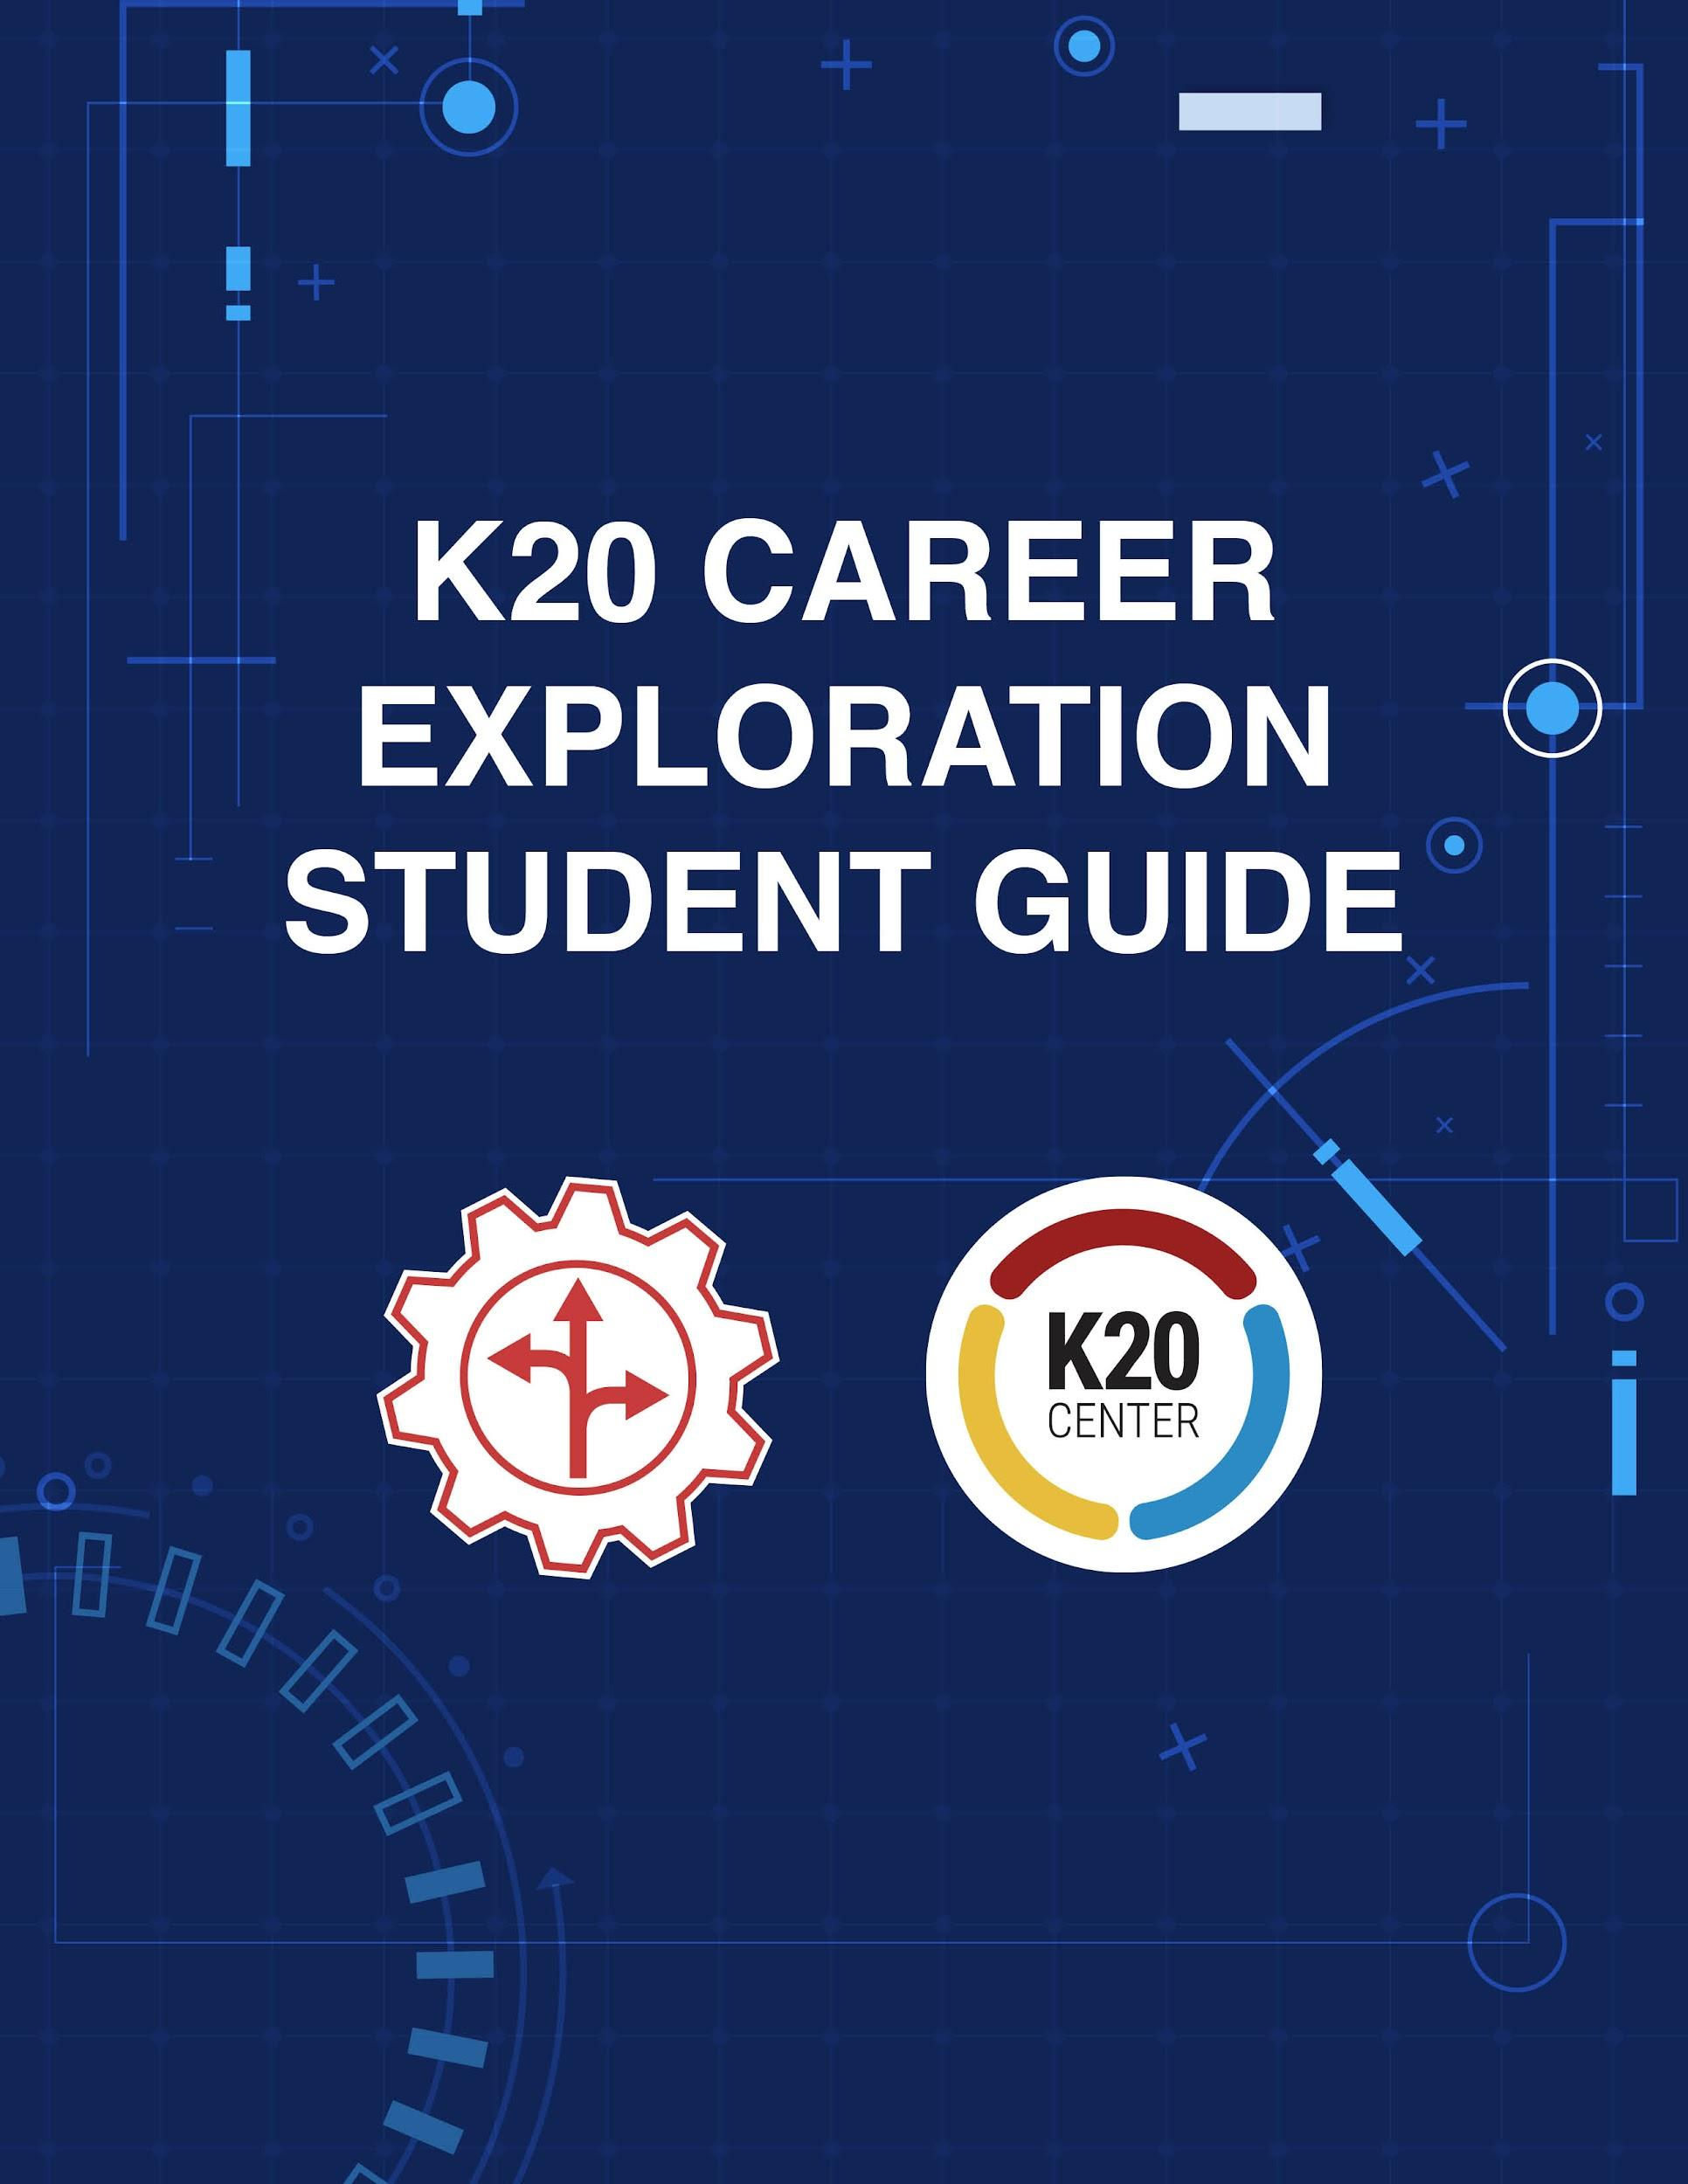 K20 CAREER
EXPLORATION
STUDENT GUIDE
K20
CENTER